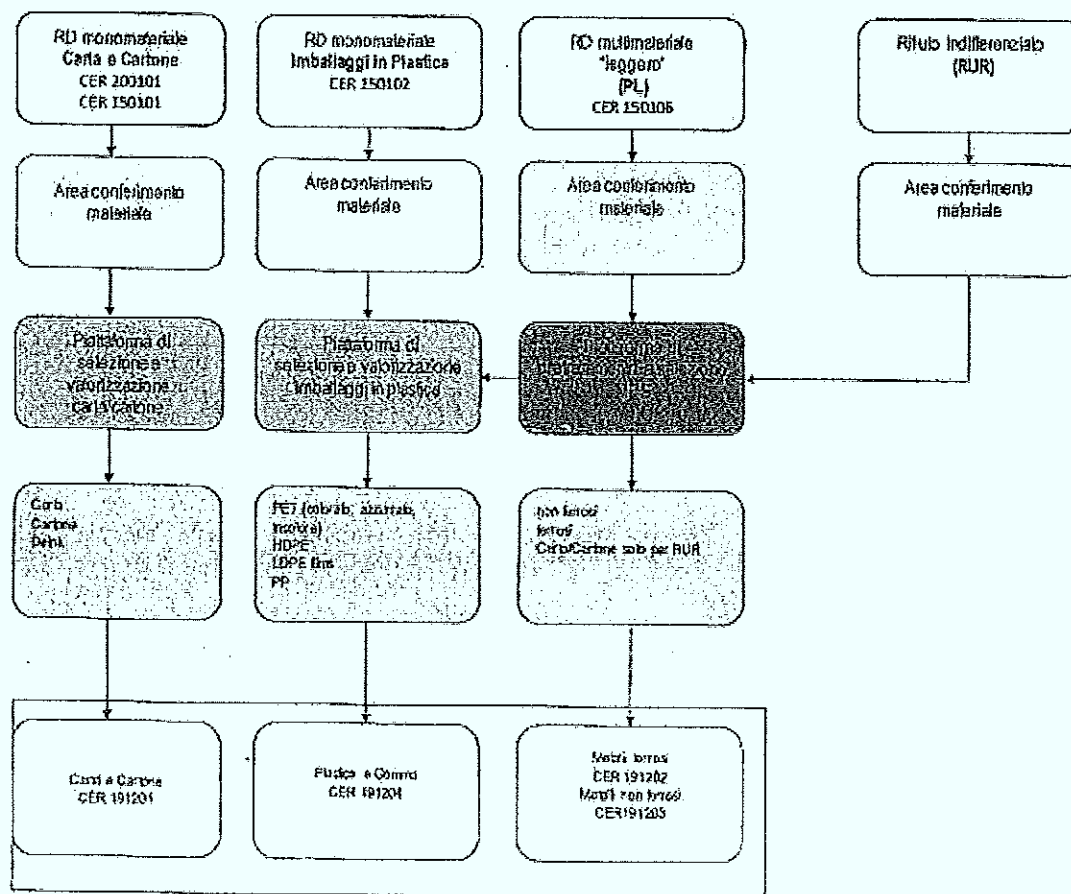 RD monomateriale
Carta e Cartone
CER 200101
CER 150101
RD monomateriale
Imballaggi in Plastica
CER 150102
RD multimateriale
"leggero"
(PL)
CER 150106
Rifiuto Indifferenziato
(RUR)
Area conferimento
materiale
Area conferimento
materiale
Area conferimento
materiale
Area conferimento
materiale
Piattaforma di
selezione e
valorizzazione
carta/cartone
Piattaforma di
selezione e valorizzazione
imballaggi in plastica
Carta
Cartone
PET
HDPE
LDPE film
PP
non ferrosi
ferrosi
Carta/Cartone solo per RUR
Carta e Cartone
CER 191201
Plastica e Gomma
CER 191204
Metalli ferrosi
CER 191202
Metalli non ferrosi
CER191203